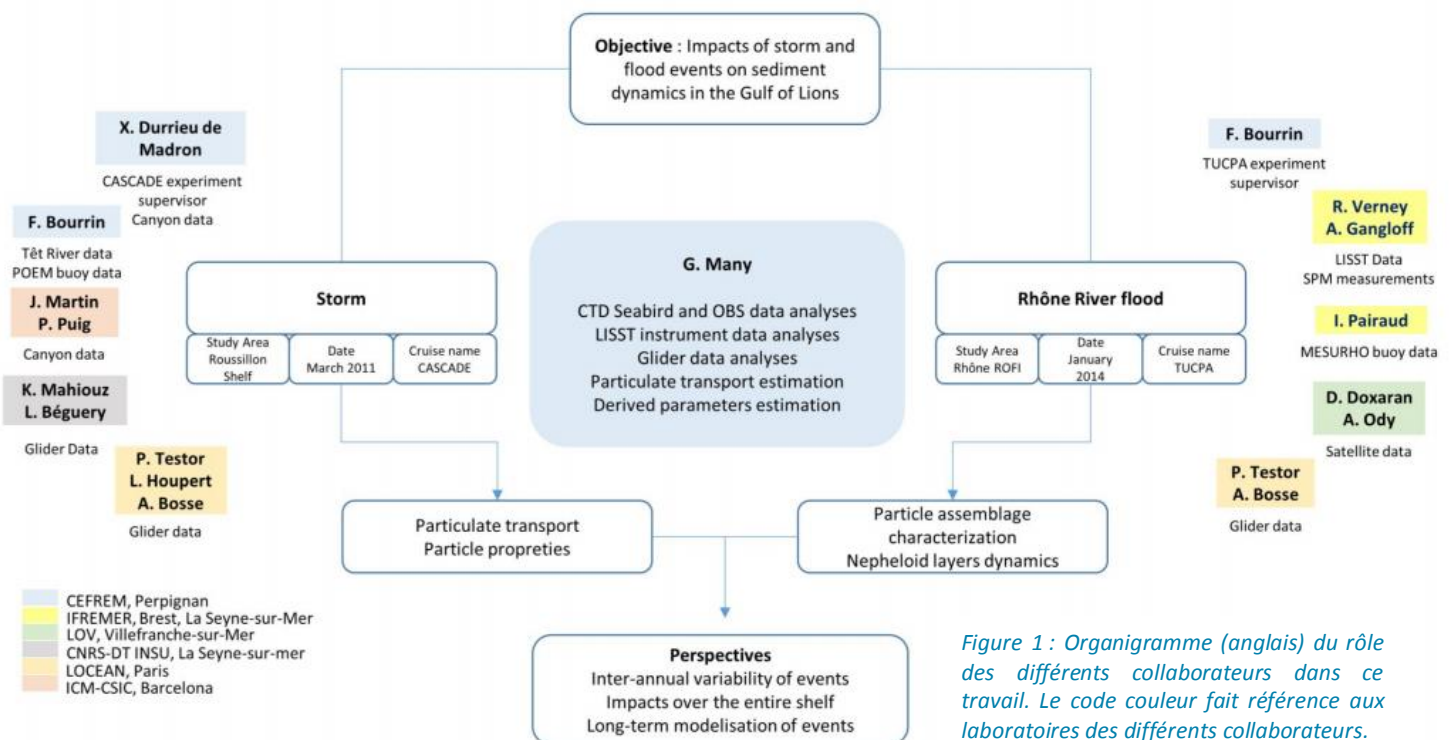 Objective : Impacts of storm and
flood events on sediment
dynamics in the Gulf of Lions
X. Durrieu de
Madron
CASCADE experiment
supervisor
Canyon data
F. Bourrin
Têt River data
POEM buoy data
J. Martin
P. Puig
Canyon data
K. Mahiouz
L. Béguery
Glider Data
P. Testor
L. Houpert
A. Bosse
Glider data
Storm
Study Area
Roussillon
Shelf
Date
March 2011
Cruise name
CASCADE
G. Many
CTD Seabird and OBS data analyses
LISST instrument data analyses
Glider data analyses
Particulate transport estimation
Derived parameters estimation
Rhône River flood
Study Area
Rhône ROFI
Date
January
2014
Cruise name
TUCPA
F. Bourrin
TUCPA experiment
supervisor
R. Verney
A. Gangloff
LISST Data
SPM measurements
I. Pairaud
MESURHO buoy data
D. Doxaran
A. Ody
Satellite data
P. Testor
A. Bosse
Glider data
Particulate transport
Particle propreties
Particle assemblage
characterization
Nepheloid layers dynamics
Perspectives
Inter-annual variability of events
Impacts over the entire shelf
Long-term modelisation of events
CEFREM, Perpignan
IFREMER, Brest, La Seyne-sur-Mer
LOV, Villefranche-sur-Mer
CNRS-DT INSU, La Seyne-sur-mer
LOCEAN, Paris
ICM-CSIC, Barcelona
Figure 1 : Organigramme (anglais) du rôle
des différents collaborateurs dans ce
travail. Le code couleur fait référence aux
laboratoires des différents collaborateurs.